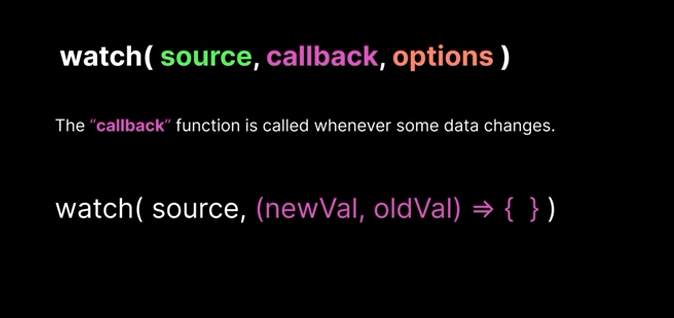 watch( source, callback, options )
The “callback” function is called whenever some data changes.
watch( source, (newVal, oldVal) => { } )